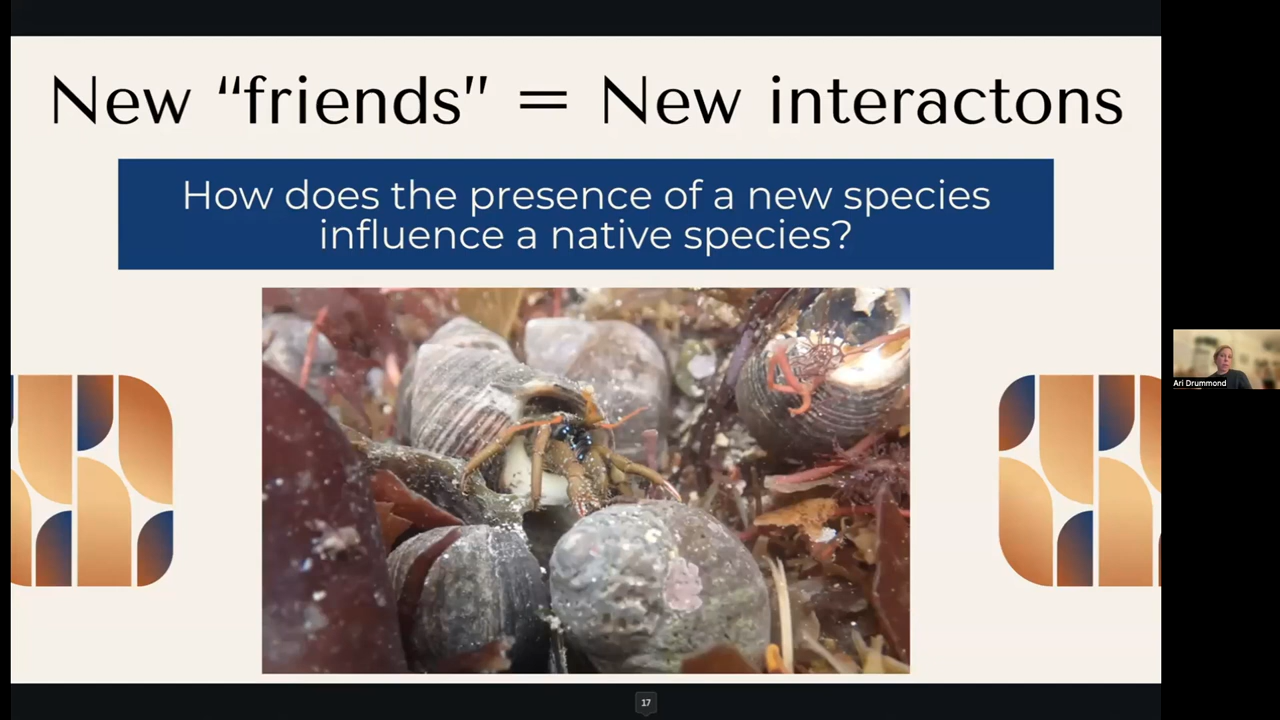 New “friends” = New interactons
How does the presence of a new species
influence a native species?
Ari Drummond
17